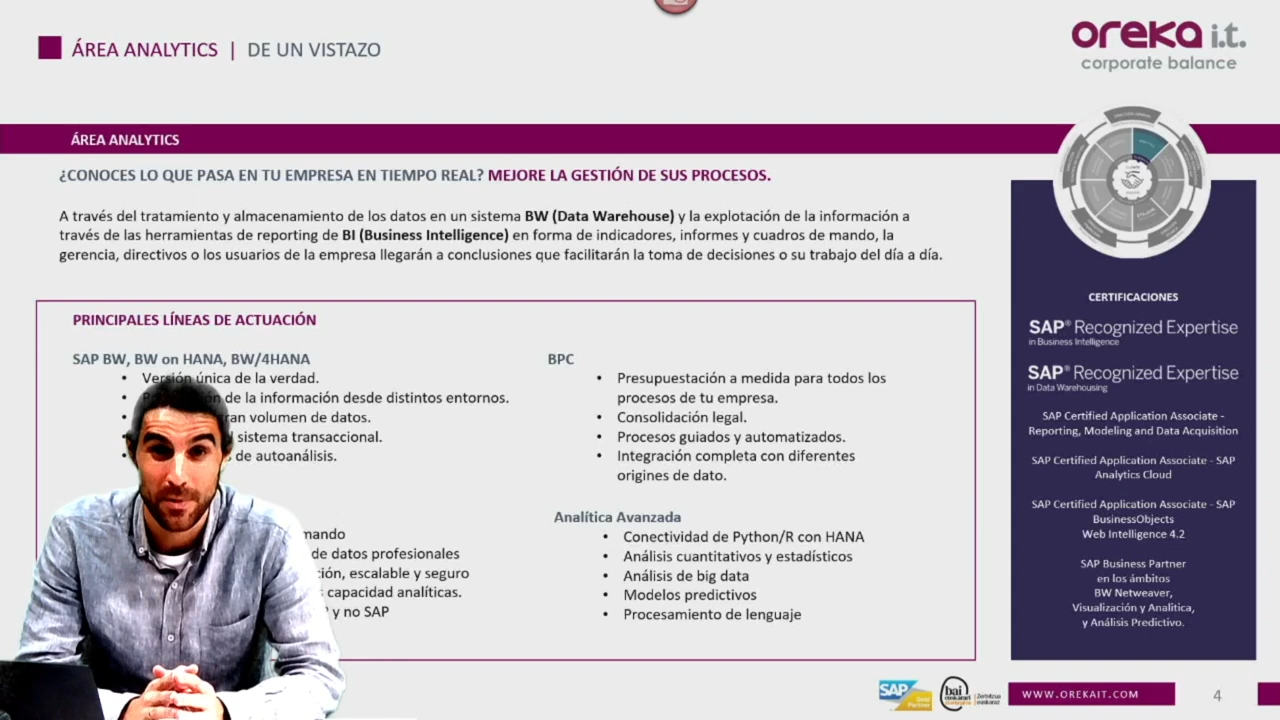 ÁREA ANALYTICS | DE UN VISTAZO
oreka i.t.
corporate balance
ÁREA ANALYTICS
¿CONOCES LO QUE PASA EN TU EMPRESA EN TIEMPO REAL? MEJORE LA GESTIÓN DE SUS PROCESOS.
A través del tratamiento y almacenamiento de los datos en un sistema BW (Data Warehouse) y la explotación de la información a
través de las herramientas de reporting de BI (Business Intelligence) en forma de indicadores, informes y cuadros de mando, la
gerencia, directivos o los usuarios de la empresa llegarán a conclusiones que facilitarán la toma de decisiones o su trabajo del día a día.
PRINCIPALES LÍNEAS DE ACTUACIÓN
SAP BW, BW on HANA, BW/4HANA
• Versión única de la verdad.
• de la información desde distintos entornos.
• gran volumen de datos.
• sistema transaccional.
• de autoanálisis.
de datos profesionales
escalable y seguro
capacidad analíticas.
y no SAP
BPC
• Presupuestación a medida para todos los
procesos de tu empresa.
• Consolidación legal.
• Procesos guiados y automatizados.
• Integración completa con diferentes
origines de dato.
Analítica Avanzada
• Conectividad de Python/R con HANA
• Análisis cuantitativos y estadísticos
• Análisis de big data
• Modelos predictivos
• Procesamiento de lenguaje
CERTIFICACIONES
SAP® Recognized Expertise
in Business Intelligence
SAP® Recognized Expertise
in Data Warehousing
SAP Certified Application Associate -
Reporting, Modeling and Data Acquisition
SAP Certified Application Associate - SAP
Analytics Cloud
SAP Certified Application Associate - SAP
BusinessObjects
Web Intelligence 4.2
SAP Business Partner
en los ámbitos
BW Netweaver,
Visualización y Analítica,
y Análisis Predictivo.
SAP Gold
Partner
bai
euskarari
Ziurtagiria
WWW.OREKAIT.COM
4